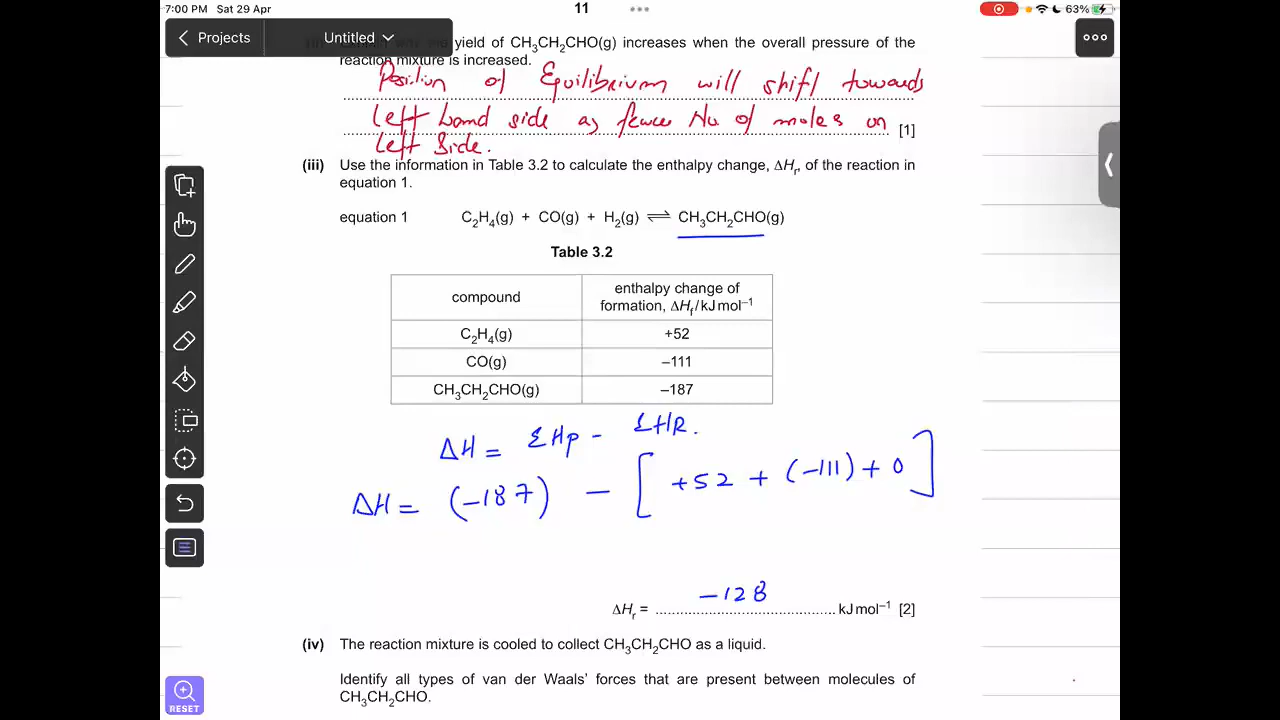 7:00 PM Sat 29 Apr
11
63%
Projects
Untitled
yield of CH₃CH₂CHO(g) increases when the overall pressure of the
reaction mixture is increased.
Position of Equilibrium will shift towards
left hand side as fewer No of moles on
left side.
[1]
(iii) Use the information in Table 3.2 to calculate the enthalpy change, ΔHᵣ, of the reaction in
equation 1.
equation 1 C₂H₄(g) + CO(g) + H₂(g) ⇌ CH₃CH₂CHO(g)
Table 3.2
compound
enthalpy change of
formation, ΔH_f/kJ mol⁻¹
C₂H₄(g) +52
CO(g) –111
CH₃CH₂CHO(g) –187
ΔH = ΣHp - ΣHR.
ΔH = (-187) - [+52 + (-111) + 0]
-128
ΔHᵣ = ............................................ kJ mol⁻¹ [2]
(iv) The reaction mixture is cooled to collect CH₃CH₂CHO as a liquid.
Identify all types of van der Waals’ forces that are present between molecules of
CH₃CH₂CHO.
RESET